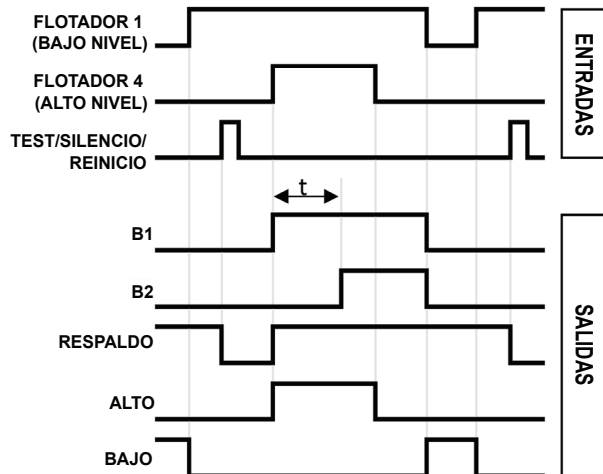 FLOTADOR 1
(BAJO NIVEL)
FLOTADOR 4
(ALTO NIVEL)
TEST/SILENCIO/
REINICIO
ENTRADAS
t
B1
B2
RESPALDO
ALTO
BAJO
SALIDAS